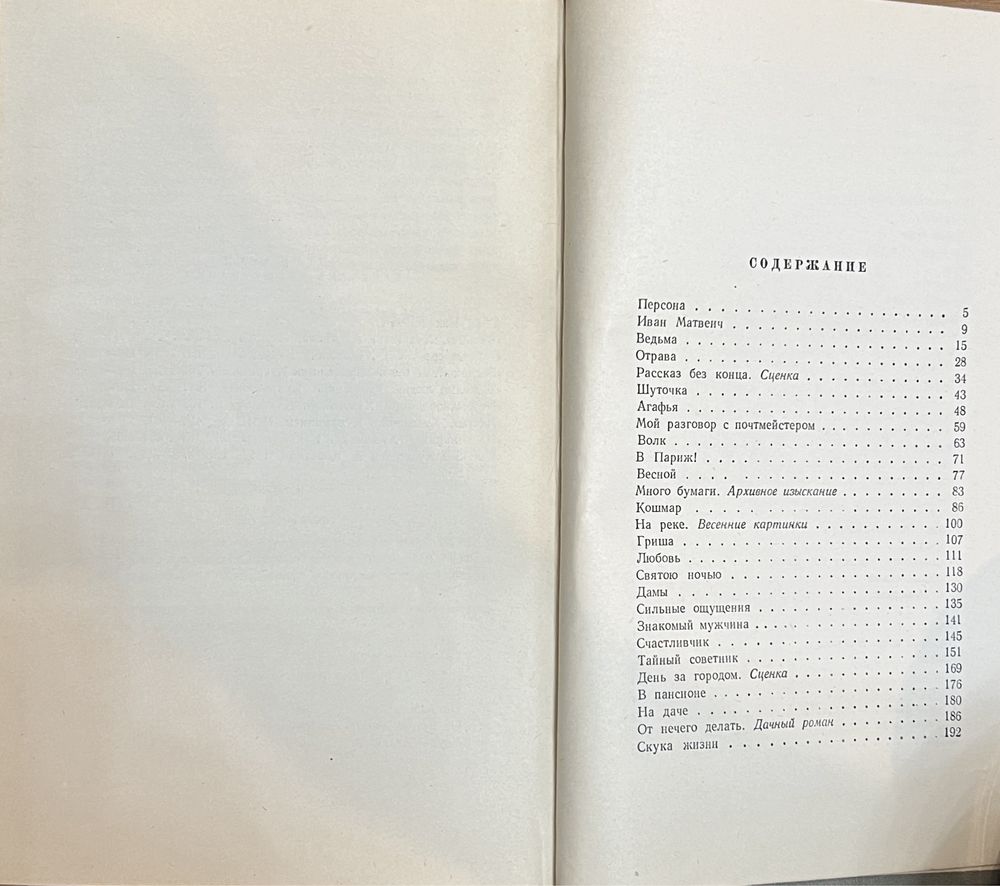 СОДЕРЖАНИЕ
Персона . . . . . . . . . . . . . . . . . . . . 5
Иван Матвеич . . . . . . . . . . . . . . . . . 9
Ведьма . . . . . . . . . . . . . . . . . . . . 15
Отрава . . . . . . . . . . . . . . . . . . . . 28
Рассказ без конца. Сценка . . . . . . . . . . . 34
Шуточка . . . . . . . . . . . . . . . . . . . . 43
Агафья . . . . . . . . . . . . . . . . . . . . 48
Мой разговор с почтмейстером . . . . . . . . . . 59
Волк . . . . . . . . . . . . . . . . . . . . . 63
В Париж! . . . . . . . . . . . . . . . . . . . 71
Весной . . . . . . . . . . . . . . . . . . . . 77
Много бумаги. Архивное изыскание . . . . . . . . 83
Кошмар . . . . . . . . . . . . . . . . . . . . 86
На реке. Весенние картинки . . . . . . . . . . . 100
Гриша . . . . . . . . . . . . . . . . . . . . . 107
Любовь . . . . . . . . . . . . . . . . . . . . 111
Святою ночью . . . . . . . . . . . . . . . . . 118
Дамы . . . . . . . . . . . . . . . . . . . . . 130
Сильные ощущения . . . . . . . . . . . . . . . 135
Знакомый мужчина . . . . . . . . . . . . . . . 141
Счастливчик . . . . . . . . . . . . . . . . . . 145
Тайный советник . . . . . . . . . . . . . . . . 151
День за городом. Сценка . . . . . . . . . . . . 169
В пансионе . . . . . . . . . . . . . . . . . . 176
На даче . . . . . . . . . . . . . . . . . . . . 180
От нечего делать. Дачный роман . . . . . . . . . 186
Скука жизни . . . . . . . . . . . . . . . . . . 192